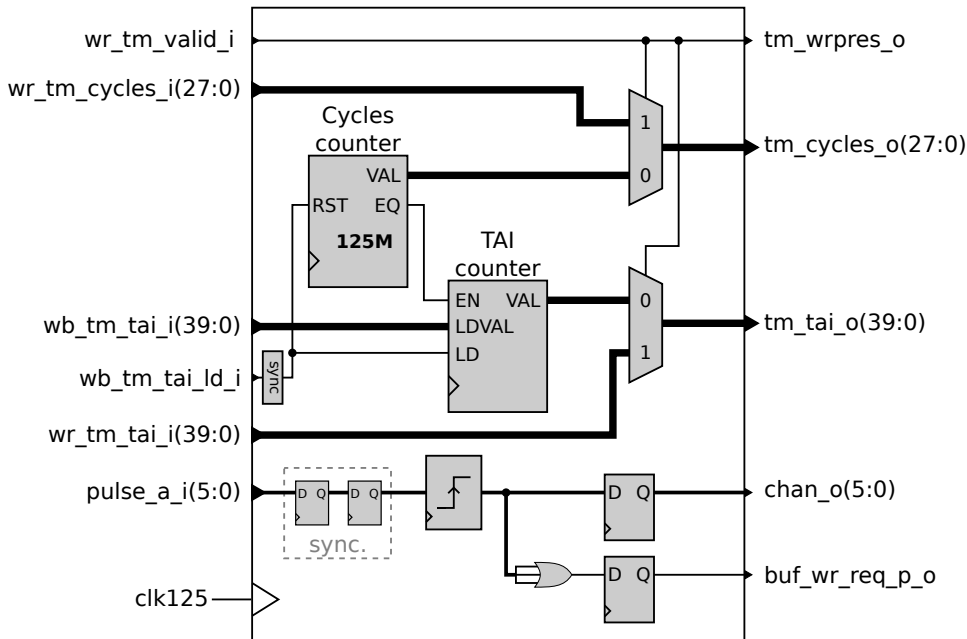 wr_tm_valid_i
tm_wrpres_o
wr_tm_cycles_i(27:0)
Cycles
counter
1
tm_cycles_o(27:0)
VAL
0
RST EQ
125M
TAI
counter
EN VAL
0
wb_tm_tai_i(39:0)
LDVAL
tm_tai_o(39:0)
LD
1
wb_tm_tai_ld_i
sync
wr_tm_tai_i(39:0)
pulse_a_i(5:0)
D Q
D Q
D Q
chan_o(5:0)
sync.
D Q
buf_wr_req_p_o
clk125